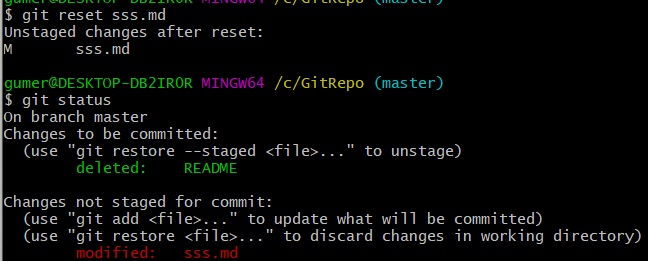 $ git reset sss.md
Unstaged changes after reset:
M       sss.md
gumer@DESKTOP-DB2IR0R MINGW64 /c/GitRepo (master)
$ git status
On branch master
Changes to be committed:
  (use "git restore --staged <file>..." to unstage)
        deleted:    README
Changes not staged for commit:
  (use "git add <file>..." to update what will be committed)
  (use "git restore <file>..." to discard changes in working directory)
        modified:   sss.md